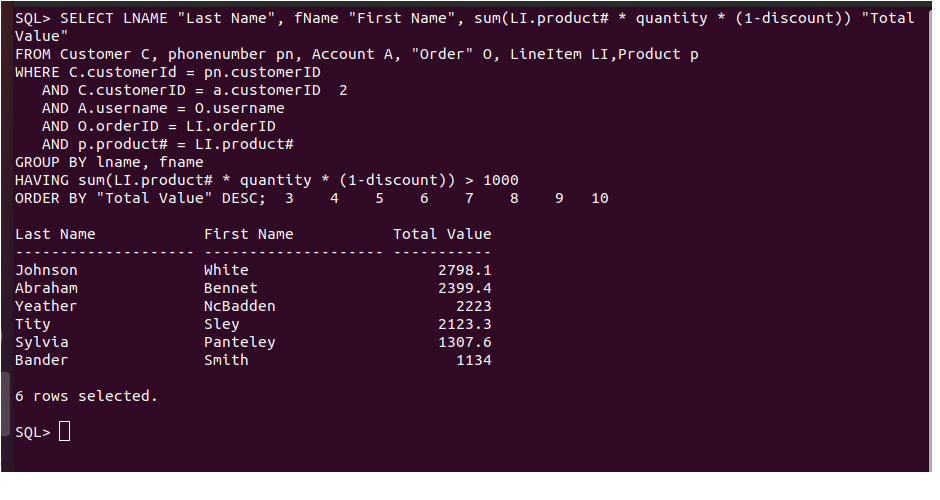 SQL> SELECT LNAME "Last Name", fName "First Name", sum(LI.product# * quantity * (1-discount)) "Total
Value"
FROM Customer C, phonenumber pn, Account A, "Order" O, LineItem LI,Product p
WHERE C.customerId = pn.customerID
   AND C.customerID = a.customerID  2
   AND A.username = O.username
   AND O.orderID = LI.orderID
   AND p.product# = LI.product#
GROUP BY lname, fname
HAVING sum(LI.product# * quantity * (1-discount)) > 1000
ORDER BY "Total Value" DESC;  3    4    5    6    7    8    9   10
Last Name            First Name           Total Value
-------------------- -------------------- -----------
Johnson              White                     2798.1
Abraham              Bennet                    2399.4
Yeather              NcBadden                    2223
Tity                 Sley                      2123.3
Sylvia               Panteley                  1307.6
Bander               Smith                       1134
6 rows selected.
SQL>